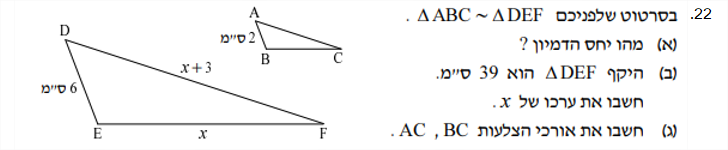 22. בסרטוט שלפניכם ΔABC ~ ΔDEF .
(א) מהו יחס הדמיון ?
(ב) היקף ΔDEF הוא 39 ס״מ.
חשבו את ערכו של x .
(ג) חשבו את אורכי הצלעות AC , BC .
A
2 ס״מ
B
C
D
x+3
6 ס״מ
E
x
F